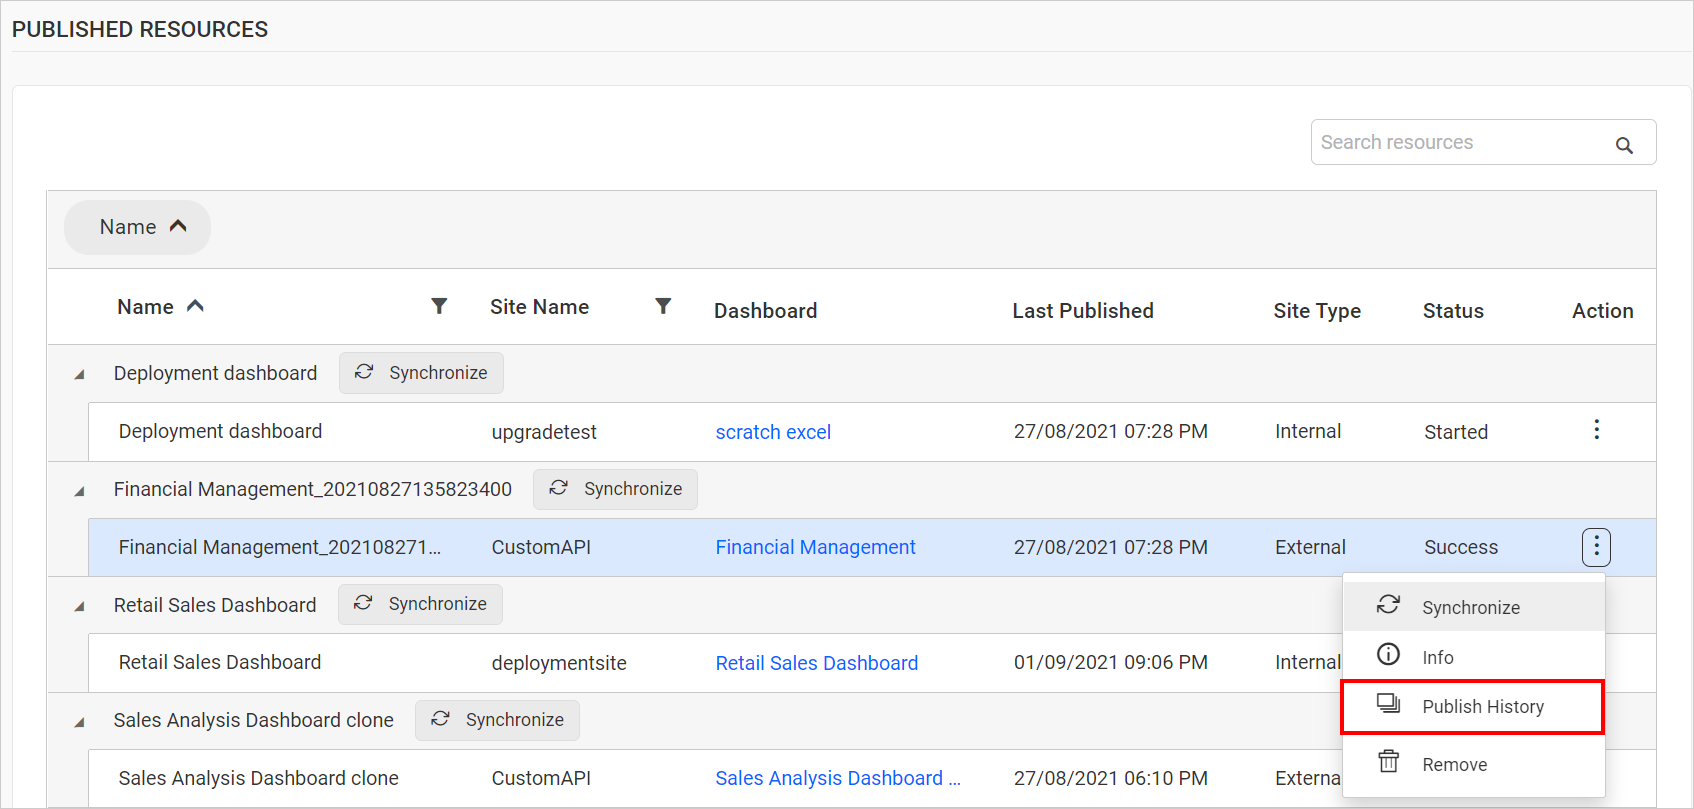 PUBLISHED RESOURCES
Search resources
Name
Name Site Name Dashboard Last Published Site Type Status Action
Deployment dashboard Synchronize
Deployment dashboard upgradetest scratch excel 27/08/2021 07:28 PM Internal Started
Financial Management_20210827135823400 Synchronize
Financial Management_202108271... CustomAPI Financial Management 27/08/2021 07:28 PM External Success
Retail Sales Dashboard Synchronize
Synchronize
Retail Sales Dashboard deploymentsite Retail Sales Dashboard 01/09/2021 09:06 PM Internal
Info
Publish History
Sales Analysis Dashboard clone Synchronize
Sales Analysis Dashboard clone CustomAPI Sales Analysis Dashboard ... 27/08/2021 06:10 PM Externa
Remove